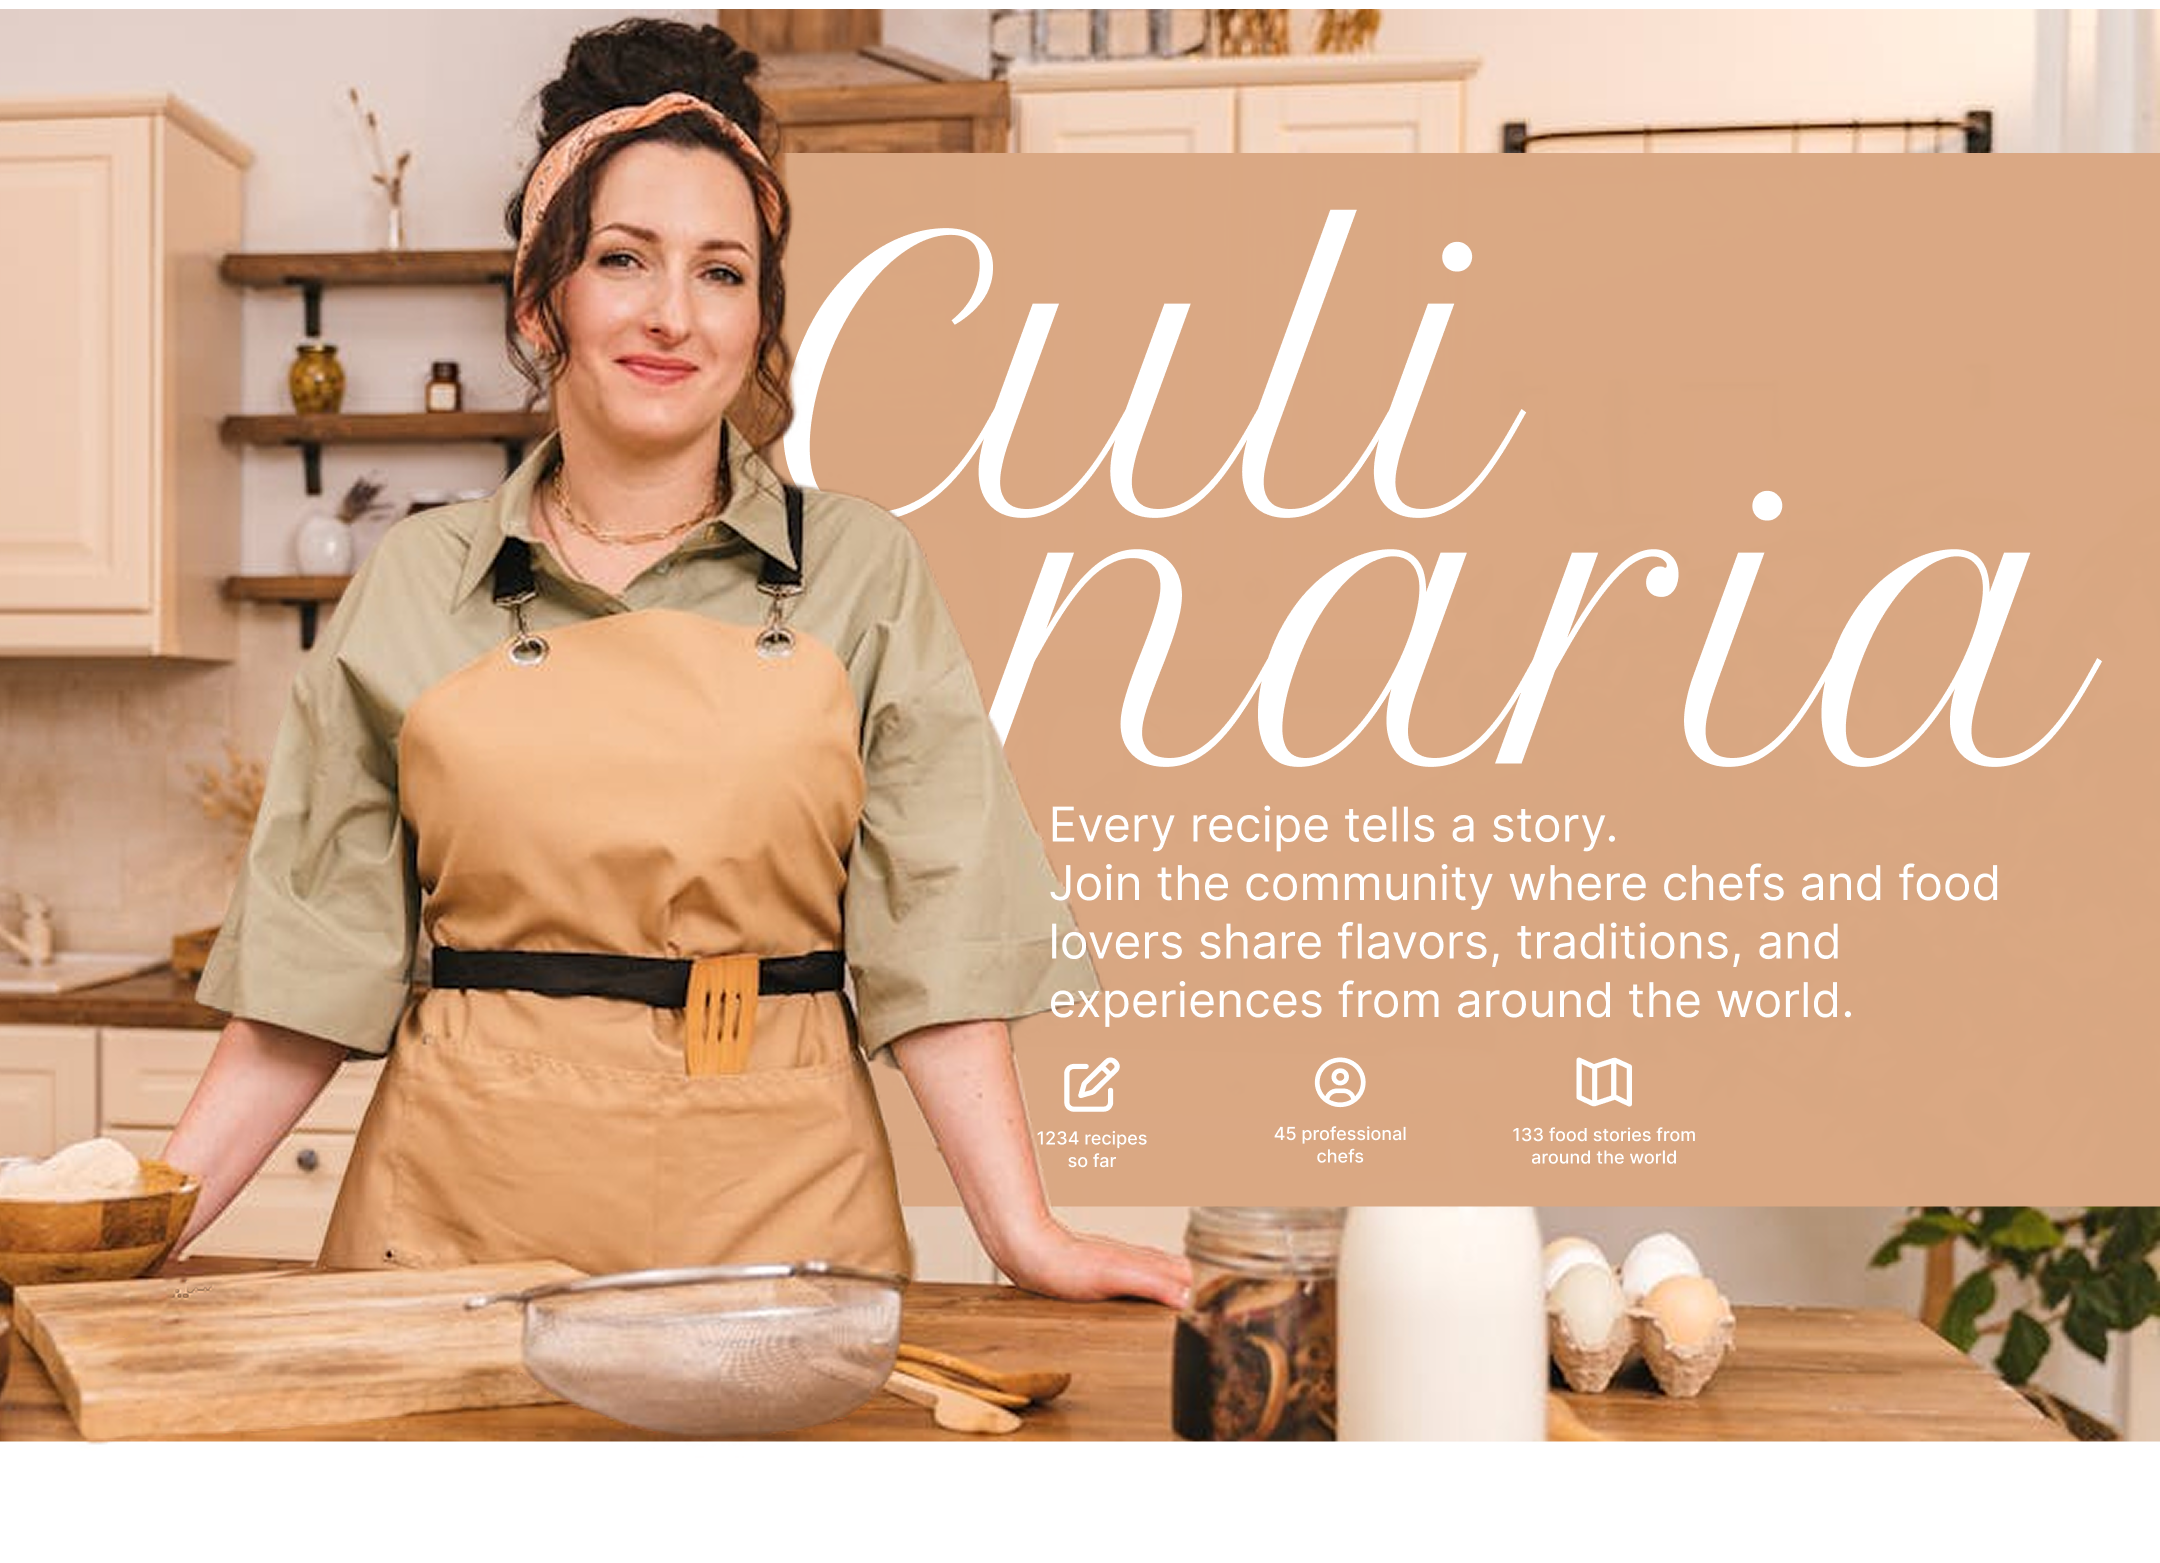 Culi
naria
Every recipe tells a story.
Join the community where chefs and food
lovers share flavors, traditions, and
experiences from around the world.
1234 recipes
so far
45 professional
chefs
133 food stories from
around the world